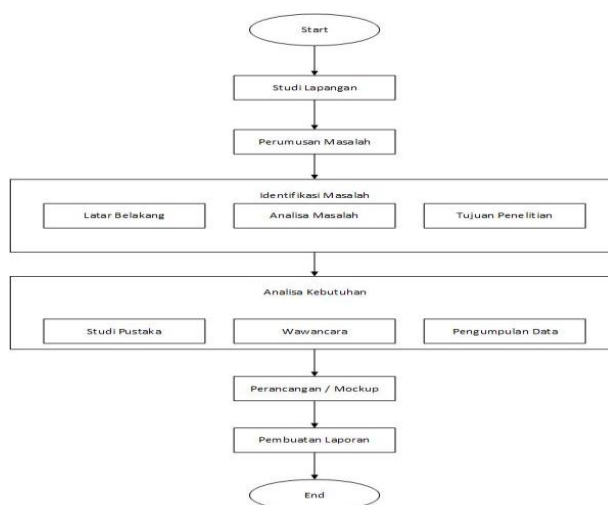 Start
Studi Lapangan
Perumusan Masalah
Identifikasi Masalah
Latar Belakang
Analisa Masalah
Tujuan Penelitian
Analisa Kebutuhan
Studi Pustaka
Wawancara
Pengumpulan Data
Perancangan / Mockup
Pembuatan Laporan
End